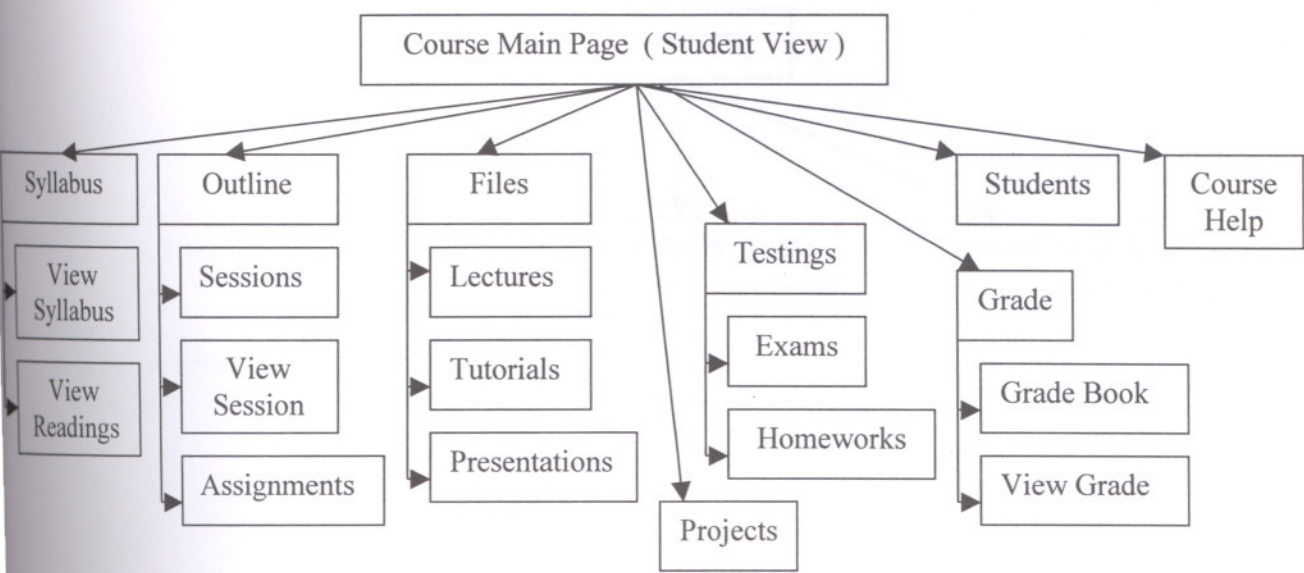 Course Main Page ( Student View )
Syllabus
View
Syllabus
View
Readings
Outline
Sessions
View
Session
Assignments
Files
Lectures
Tutorials
Presentations
Projects
Testings
Exams
Homeworks
Students
Grade
Grade Book
View Grade
Course
Help